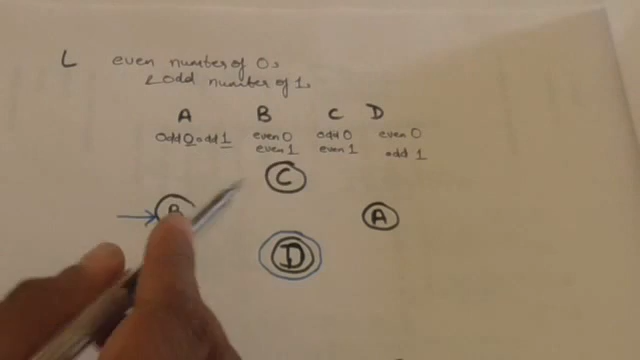 L even number of 0s
& odd number of 1s
A B C D
odd 0 odd 1 even 0 odd 0 even 0
even 1 even 1 odd 1
C
B
A
D